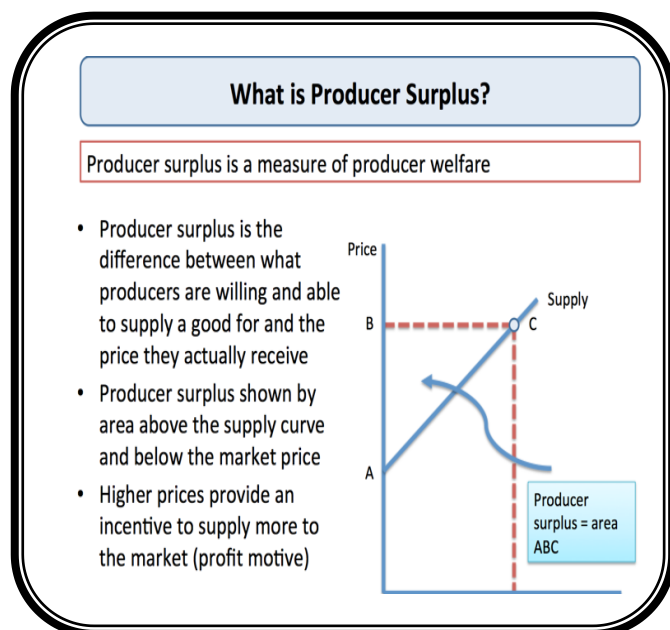 What is Producer Surplus?
Producer surplus is a measure of producer welfare
• Producer surplus is the
difference between what
producers are willing and able
to supply a good for and the
price they actually receive
• Producer surplus shown by
area above the supply curve
and below the market price
• Higher prices provide an
incentive to supply more to
the market (profit motive)
Price
Supply
B
C
A
Producer
surplus = area
ABC